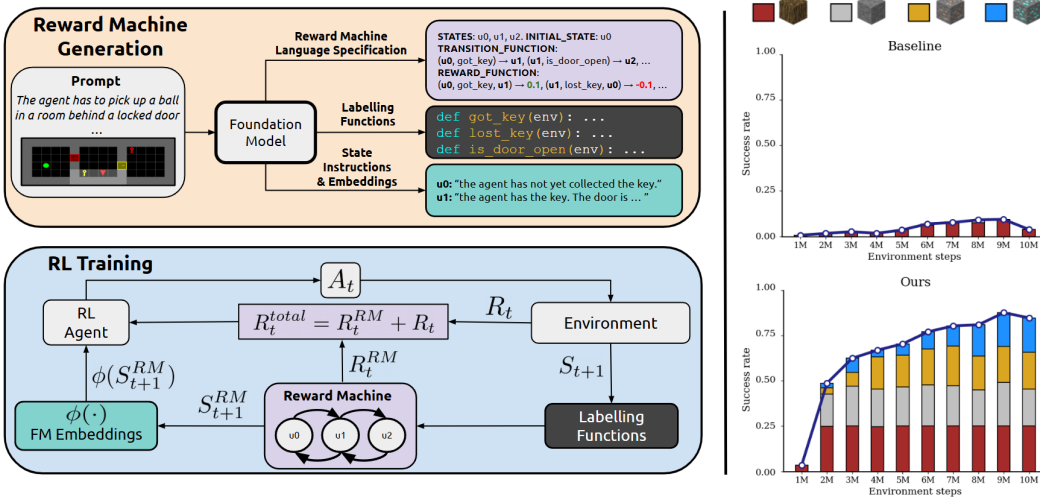 Reward Machine
Generation
Prompt
The agent has to pick up a ball
in a room behind a locked door
...
Foundation
Model
Reward Machine
Language Specification
Labelling
Functions
State
Instructions
& Embeddings
STATES: u0, u1, u2. INITIAL_STATE: u0
TRANSITION_FUNCTION:
(u0, got_key) → u1, (u1, is_door_open) → u2, ...
REWARD_FUNCTION:
(u0, got_key, u1) → 0.1, (u1, lost_key, u0) → -0.1, ...
def got_key(env): ...
def lost_key(env): ...
def is_door_open(env): ...
u0: “the agent has not yet collected the key.”
u1: “the agent has the key. The door is ... ”
RL Training
A_t
RL
Agent
R_t^{total} = R_t^{RM} + R_t
R_t
Environment
ϕ(S_{t+1}^{RM})
R_t^{RM}
S_{t+1}
ϕ(·)
FM Embeddings
S_{t+1}^{RM}
Reward Machine
u0 u1 u2
Labelling
Functions
Baseline
Success rate
1.00
0.75
0.50
0.25
0.00
1M 2M 3M 4M 5M 6M 7M 8M 9M 10M
Environment steps
Ours
Success rate
1.00
0.75
0.50
0.25
0.00
1M 2M 3M 4M 5M 6M 7M 8M 9M 10M
Environment steps